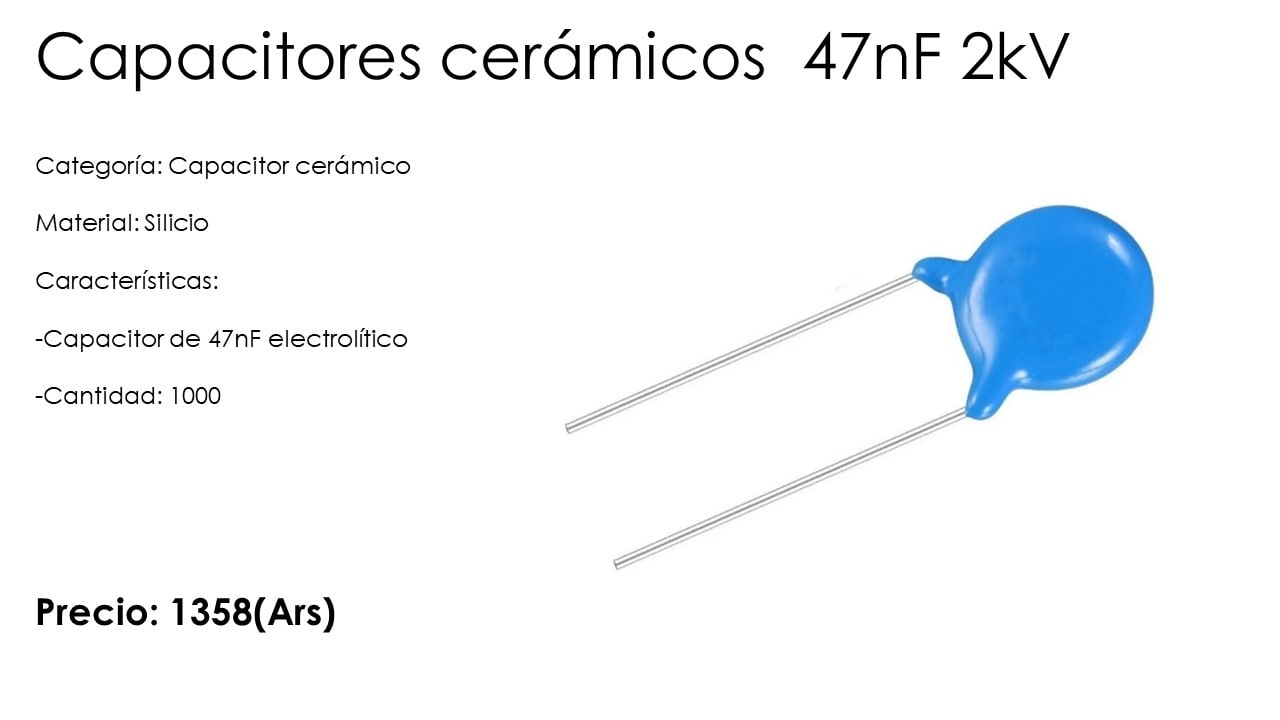 Capacitores cerámicos  47nF 2kV
Categoría: Capacitor cerámico
Material: Silicio
Características:
-Capacitor de 47nF electrolítico
-Cantidad: 1000
Precio: 1358(Ars)